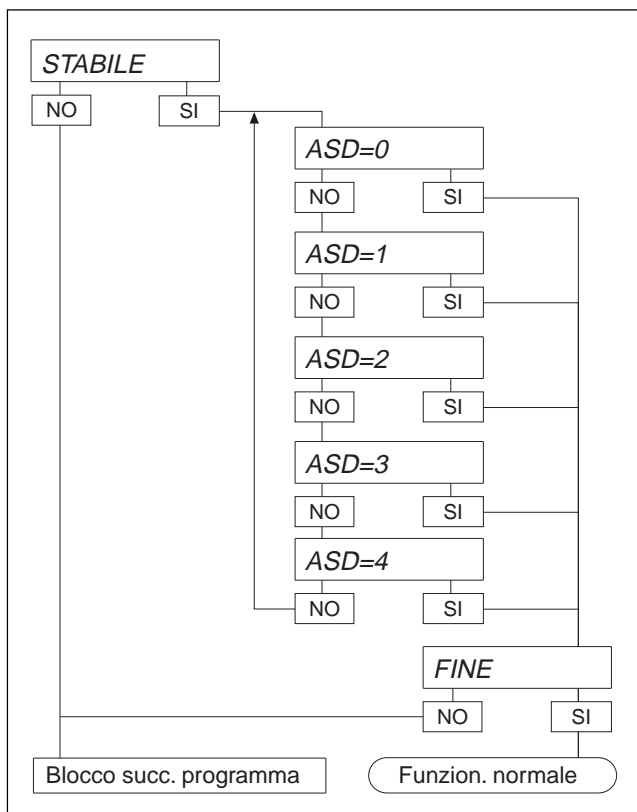 STABILE
NO SI
ASD=0
NO SI
ASD=1
NO SI
ASD=2
NO SI
ASD=3
NO SI
ASD=4
NO SI
FINE
NO SI
Blocco succ. programma Funzion. normale